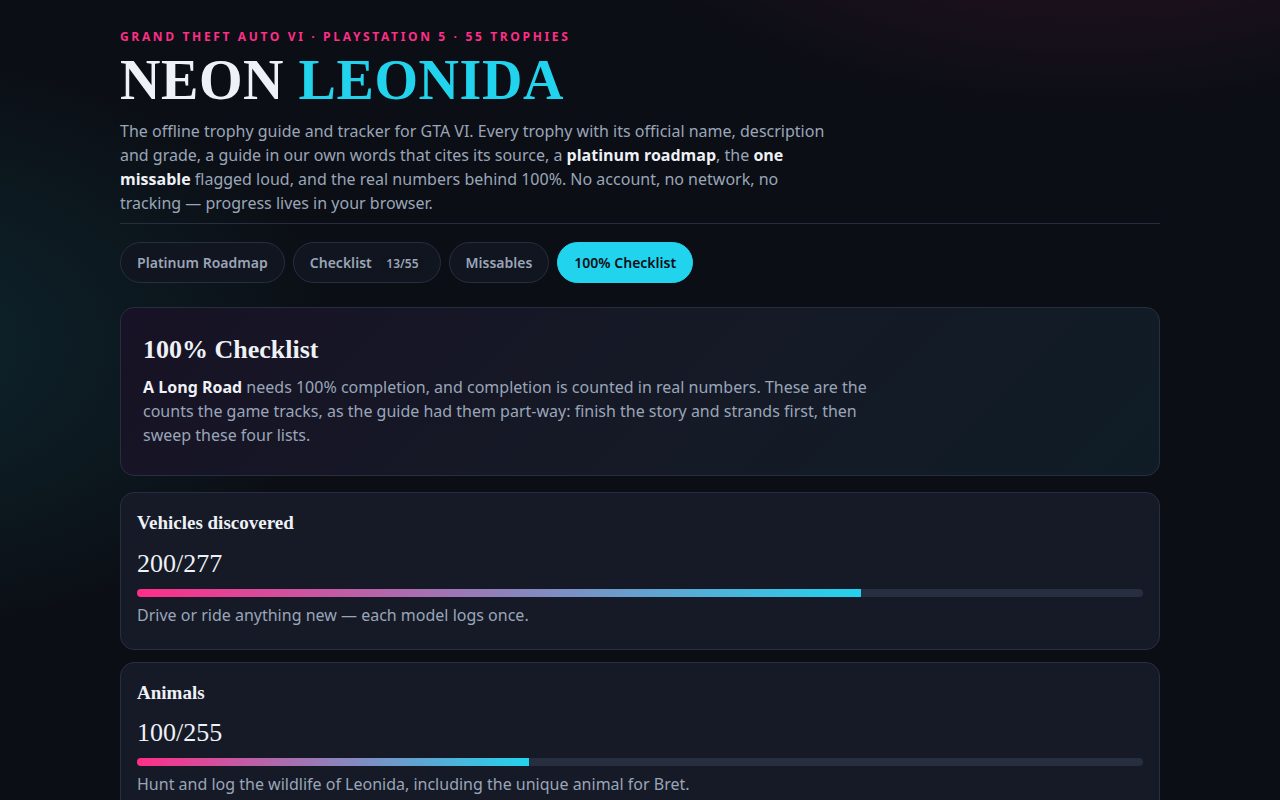 GRAND THEFT AUTO VI · PLAYSTATION 5 · 55 TROPHIES
NEON LEONIDA
The offline trophy guide and tracker for GTA VI. Every trophy with its official name, description
and grade, a guide in our own words that cites its source, a platinum roadmap, the one
missable flagged loud, and the real numbers behind 100%. No account, no network, no
tracking — progress lives in your browser.
Platinum Roadmap
Checklist 13/55
Missables
100% Checklist
100% Checklist
A Long Road needs 100% completion, and completion is counted in real numbers. These are the
counts the game tracks, as the guide had them part-way: finish the story and strands first, then
sweep these four lists.
Vehicles discovered
200/277
Drive or ride anything new — each model logs once.
Animals
100/255
Hunt and log the wildlife of Leonida, including the unique animal for Bret.